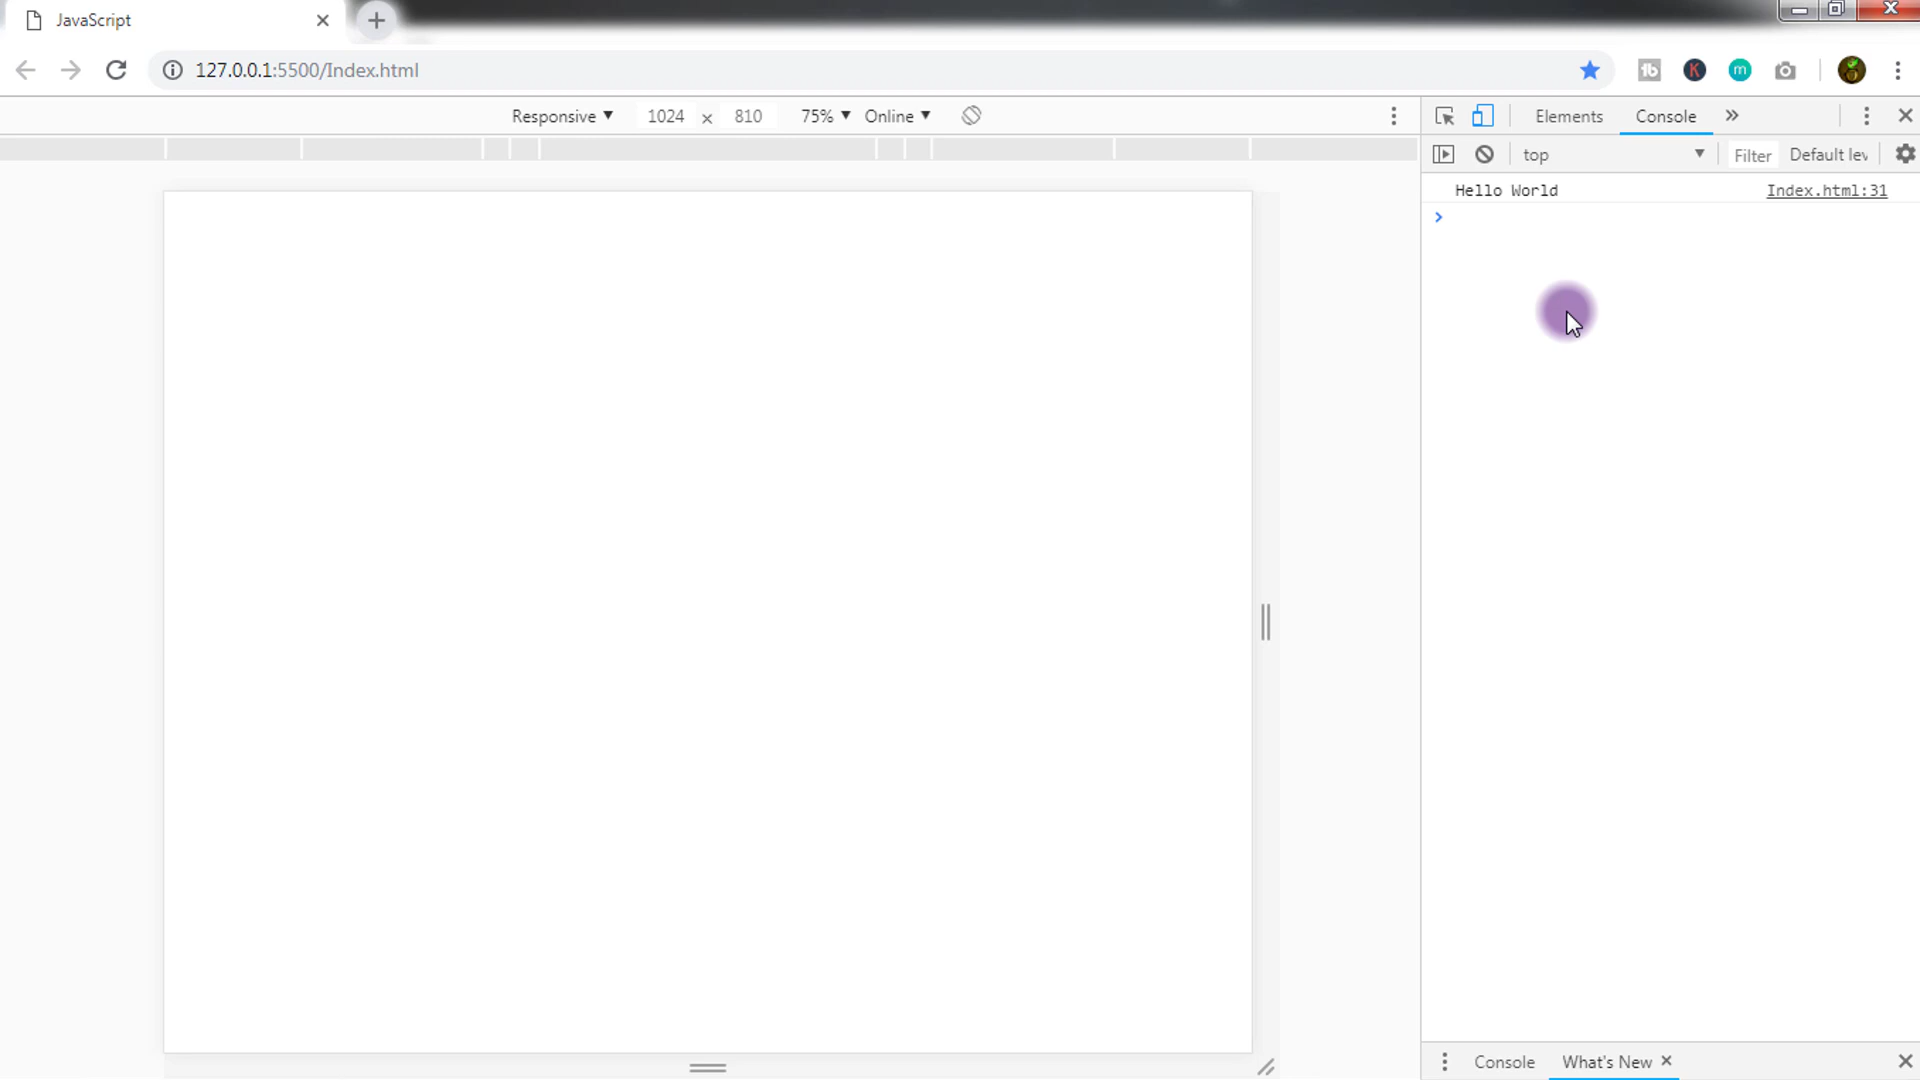 JavaScript
127.0.0.1:5500/Index.html
Responsive 1024 x 810 75% Online
Elements Console
top Filter Default lev
Hello World Index.html:31
Console What's New